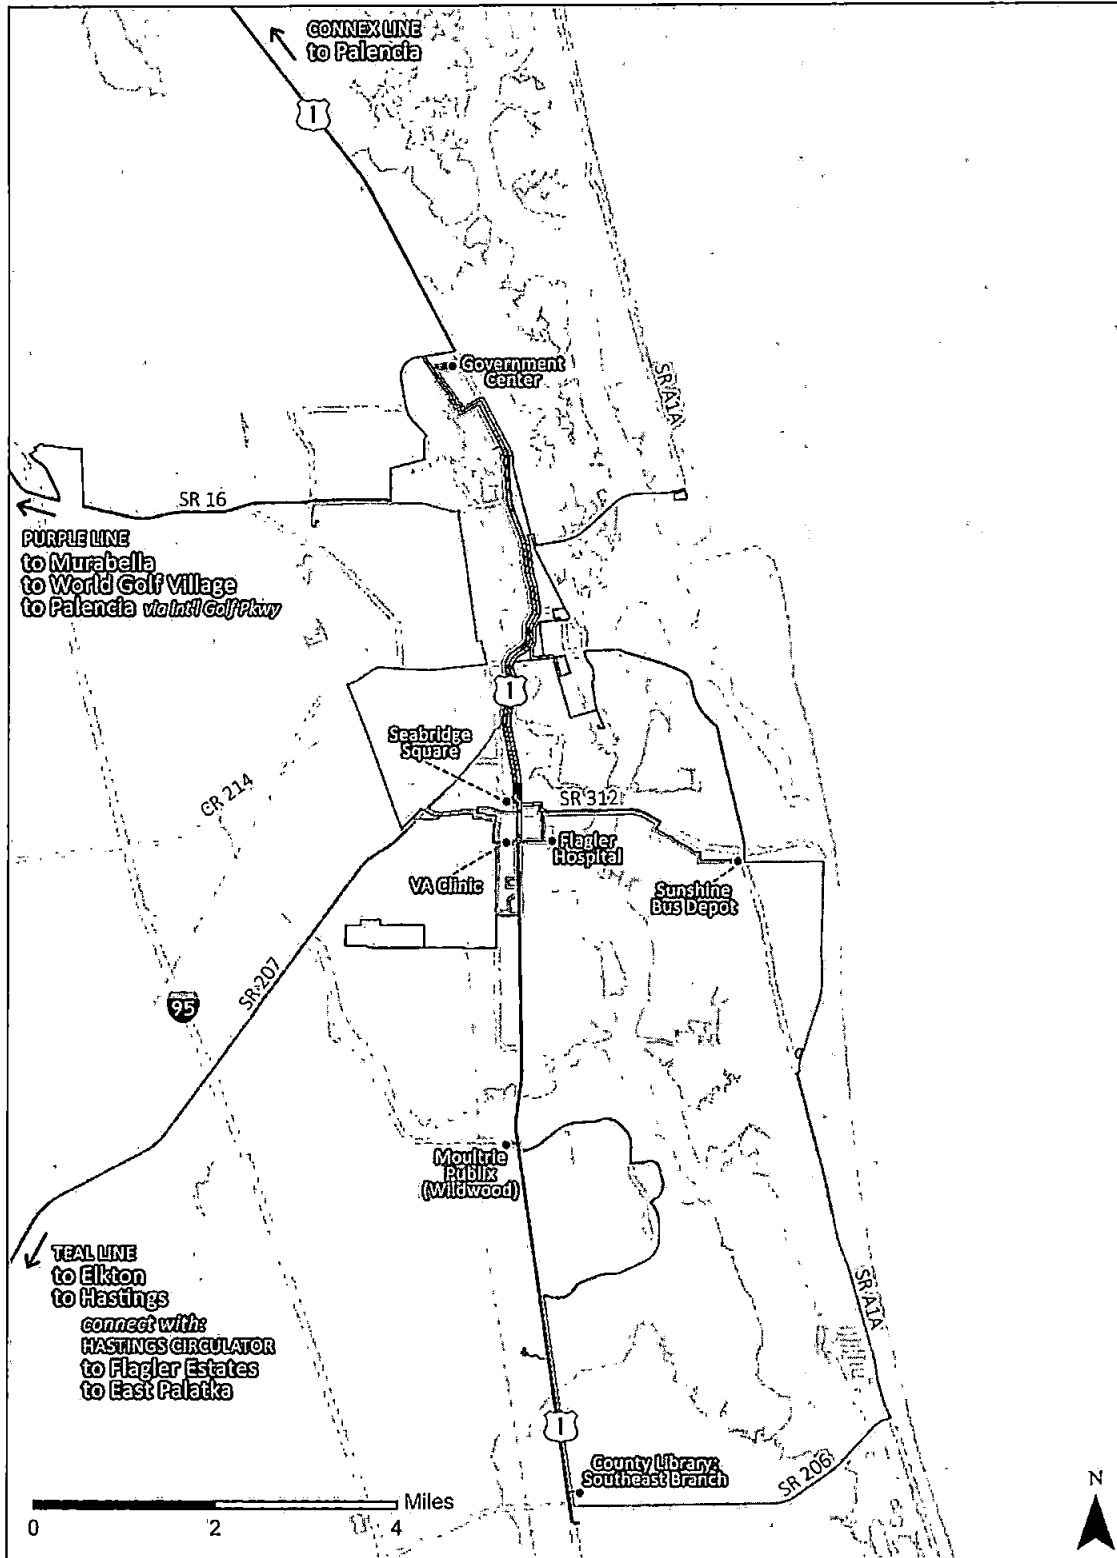 CONNEX LINE
to Palencia
1
Government
Center
SR A1A
SR 16
PURPLE LINE
to Murabella
to World Golf Village
to Palencia via Int'l Golf Pkwy
1
Seabridge
Square
CR 214
SR 312
Flagler
Hospital
VA Clinic
Sunshine
Bus Depot
SR 207
95
Moultrie
Publix
(Wildwood)
TEAL LINE
to Elkton
to Hastings
connect with:
HASTINGS CIRCULATOR
to Flagler Estates
to East Palatka
SR A1A
1
County Library:
Southeast Branch
SR 206
Miles
0 2 4
N